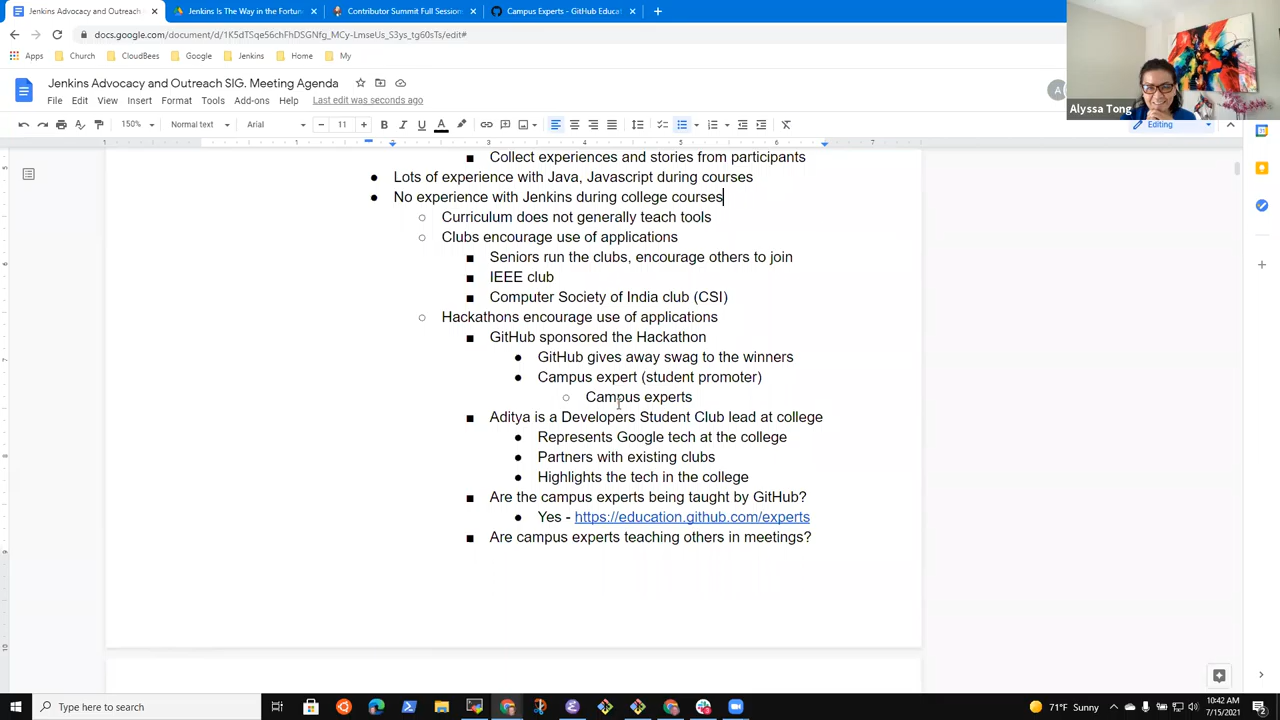 Jenkins Advocacy and Outreach
Jenkins Is The Way in the Fortun
Contributor Summit Full Session
Campus Experts - GitHub Educat
docs.google.com/document/d/1K5dTSqe56chFhDSGNfg_MCy-LmseUs_S3ys_tg60sTs/edit#
Apps Church CloudBees Google Jenkins Home My
Jenkins Advocacy and Outreach SIG. Meeting Agenda
File Edit View Insert Format Tools Add-ons Help Last edit was seconds ago
A
Alyssa Tong
150% Normal text Arial 11 Editing
Collect experiences and stories from participants
Lots of experience with Java, Javascript during courses
No experience with Jenkins during college courses
Curriculum does not generally teach tools
Clubs encourage use of applications
Seniors run the clubs, encourage others to join
IEEE club
Computer Society of India club (CSI)
Hackathons encourage use of applications
GitHub sponsored the Hackathon
GitHub gives away swag to the winners
Campus expert (student promoter)
Campus experts
Aditya is a Developers Student Club lead at college
Represents Google tech at the college
Partners with existing clubs
Highlights the tech in the college
Are the campus experts being taught by GitHub?
Yes - https://education.github.com/experts
Are campus experts teaching others in meetings?
Type here to search
71°F Sunny
10:42 AM
7/15/2021